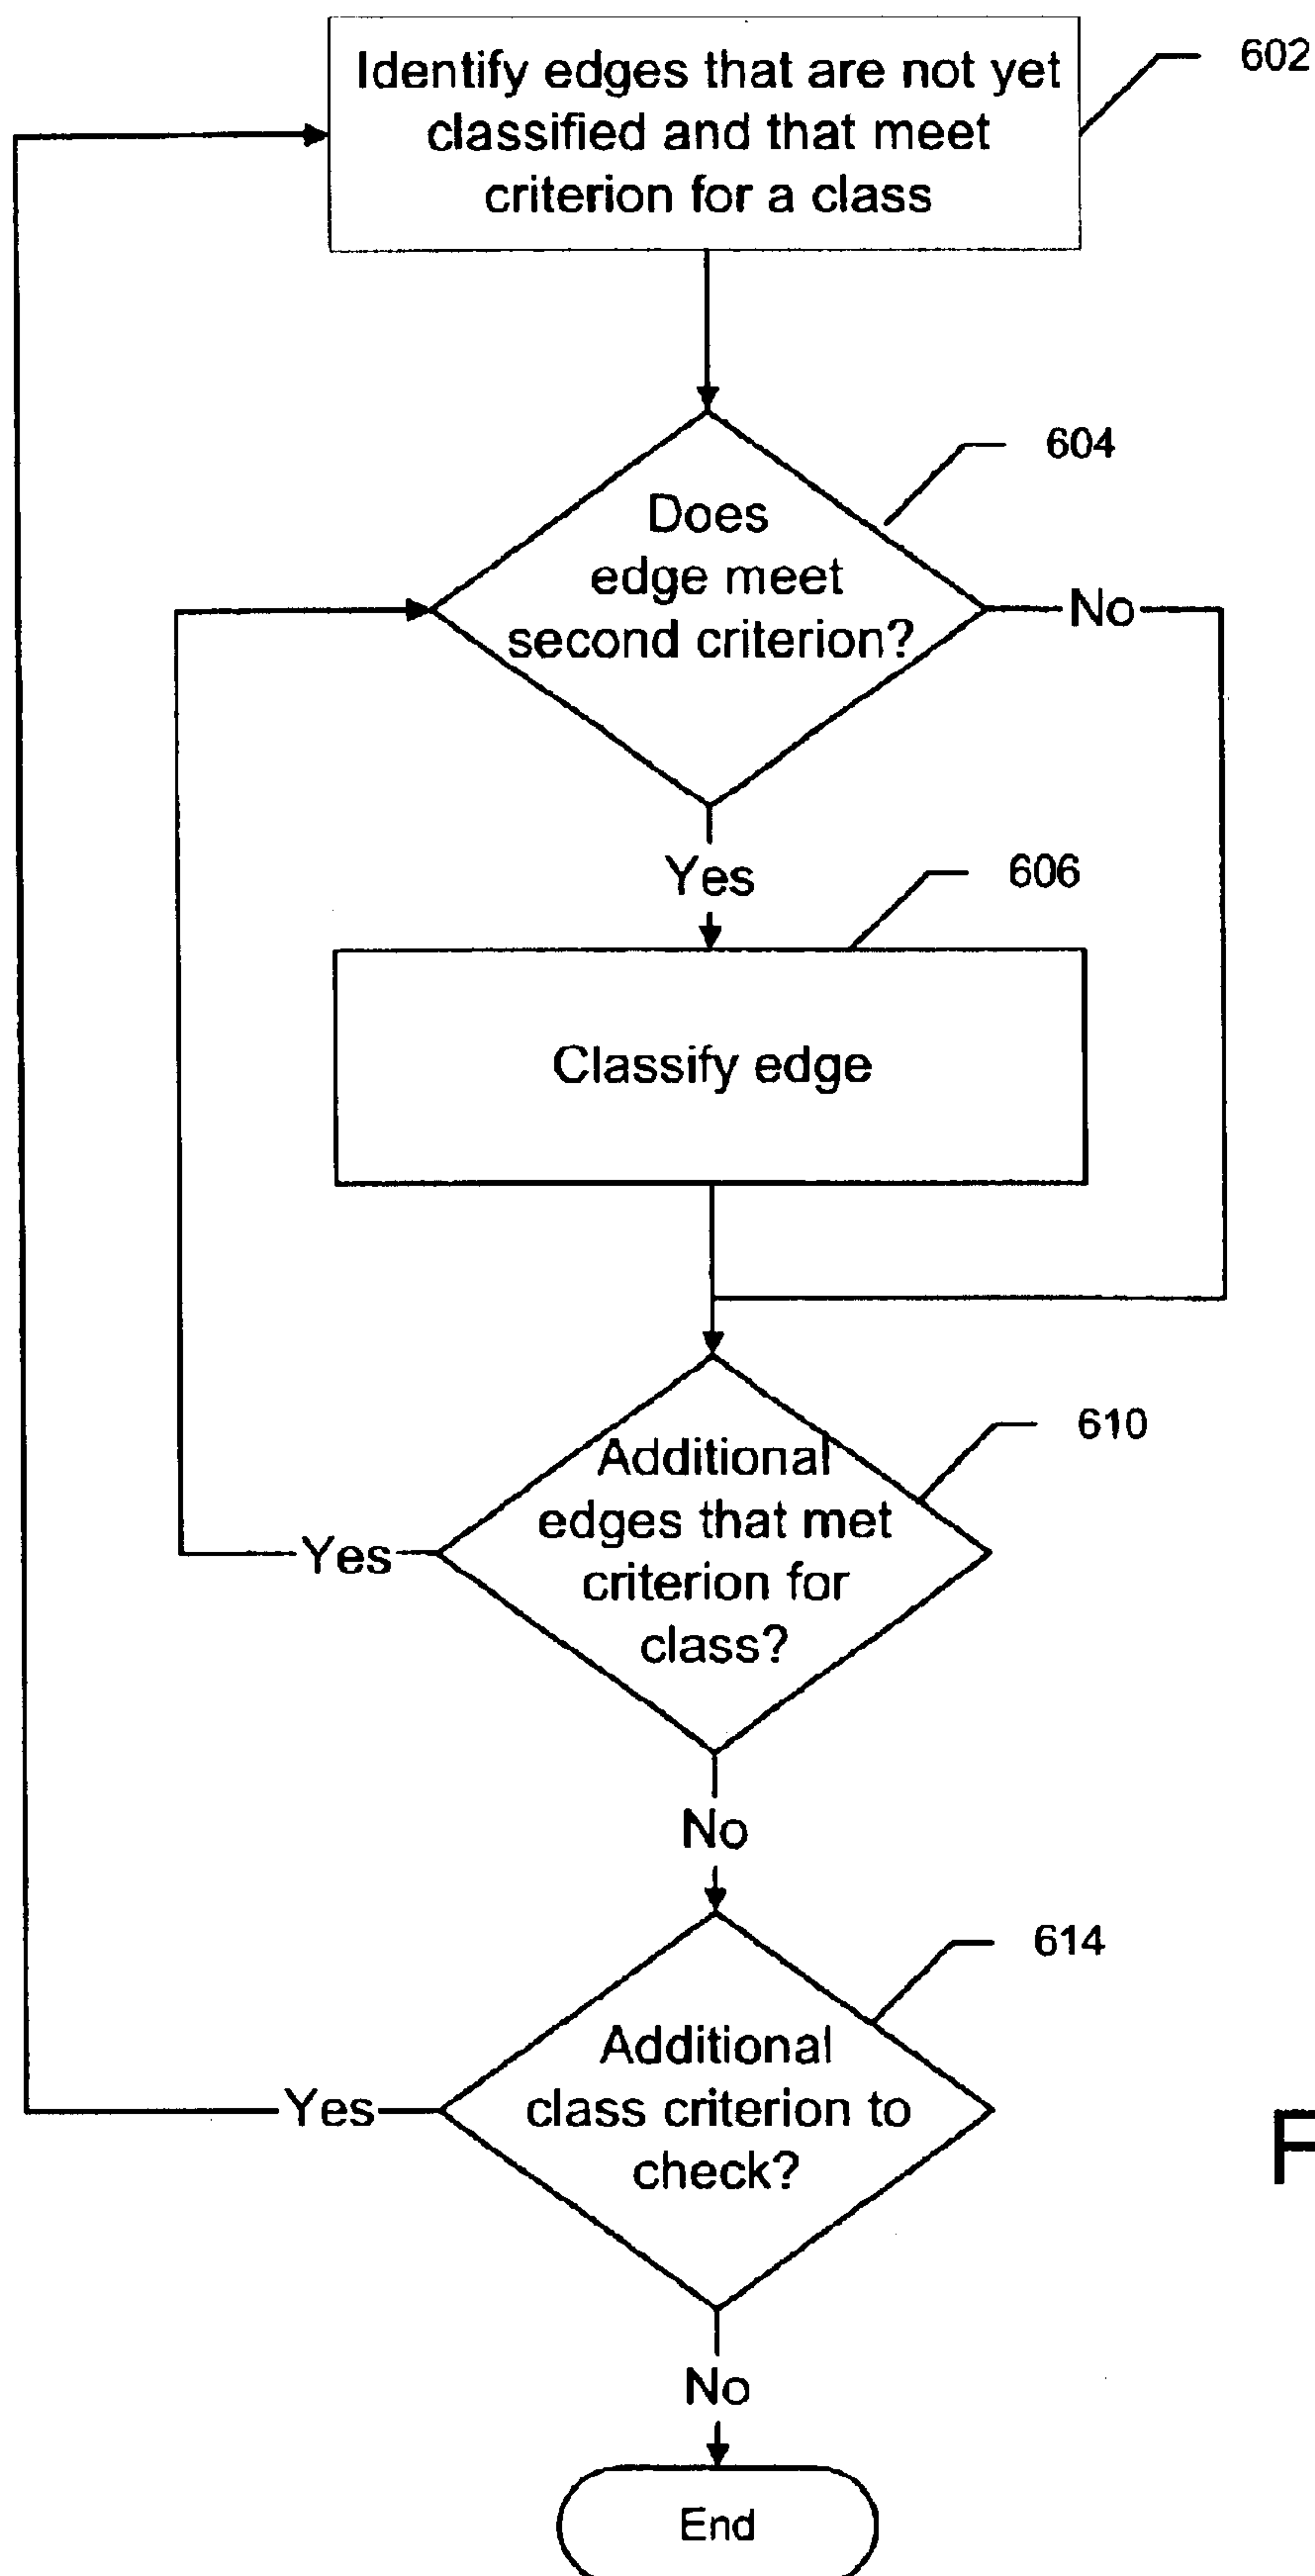 Identify edges that are not yet
classified and that meet
criterion for a class
602
604
Does
edge meet
second criterion?
No
Yes
606
Classify edge
610
Additional
edges that met
criterion for
class?
Yes
No
614
Additional
class criterion to
check?
Yes
F
No
End